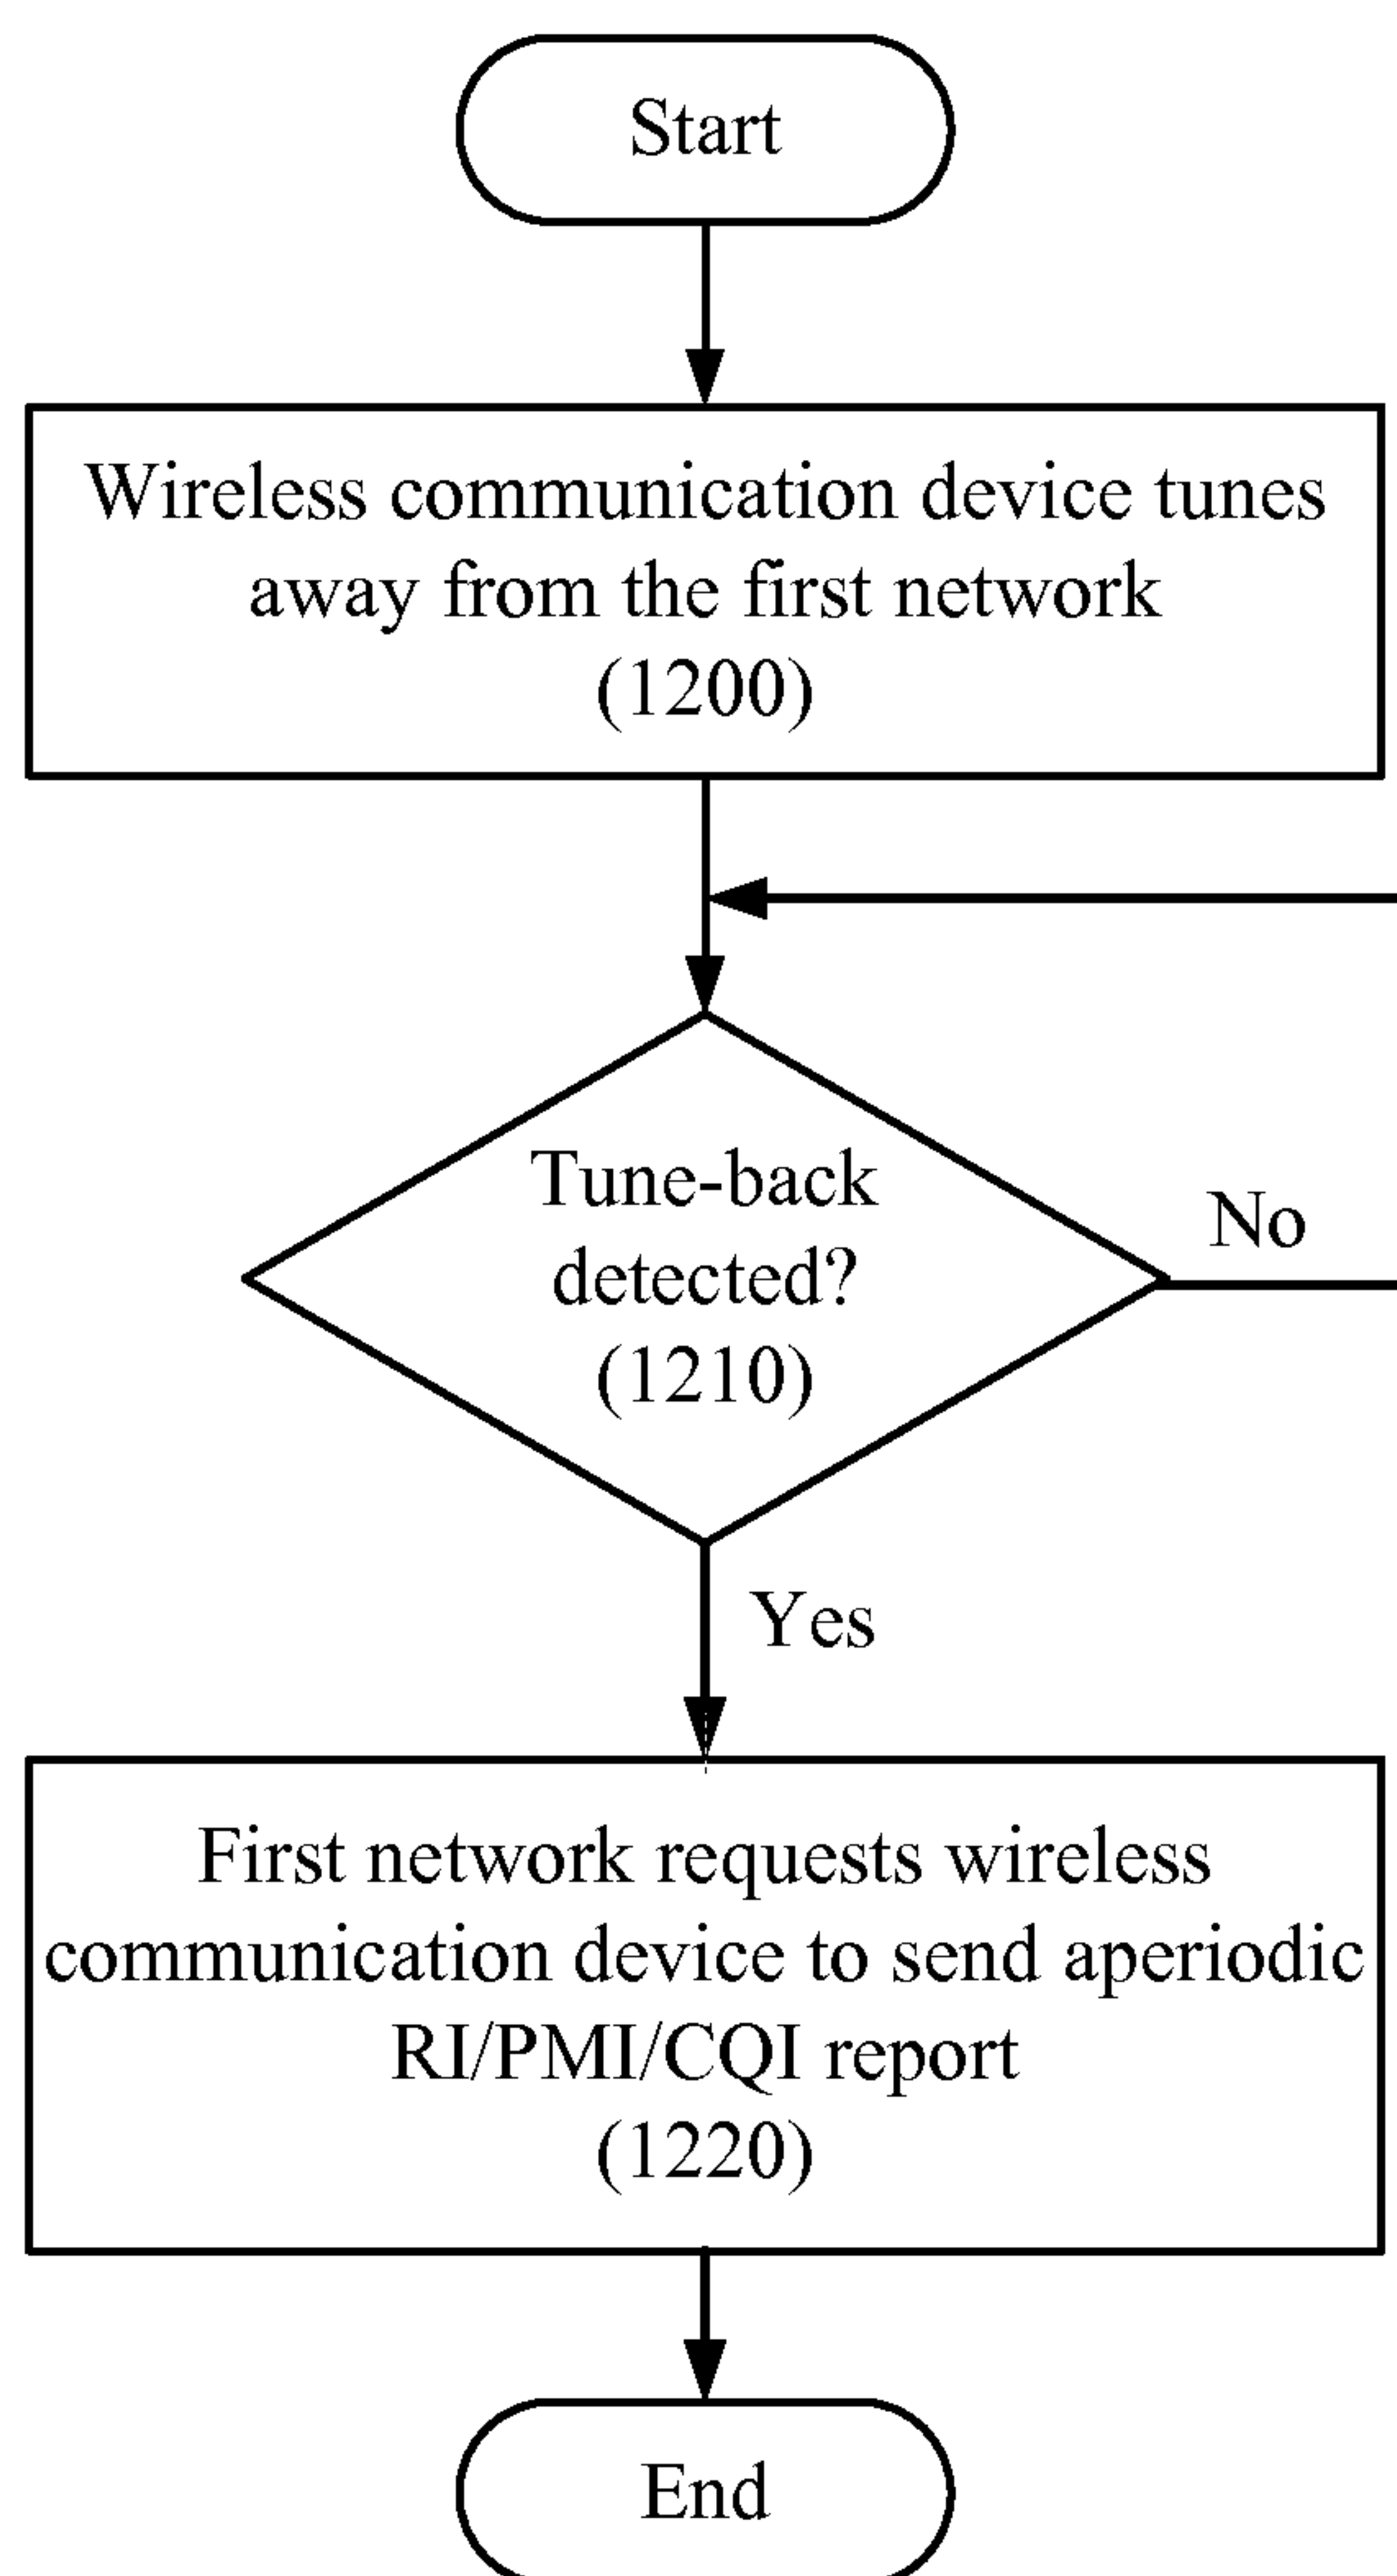 Start
Wireless communication device tunes
away from the first network
(1200)
Tune-back
detected?
(1210)
No
Yes
First network requests wireless
communication device to send aperiodic
RI/PMI/CQI report
(1220)
End